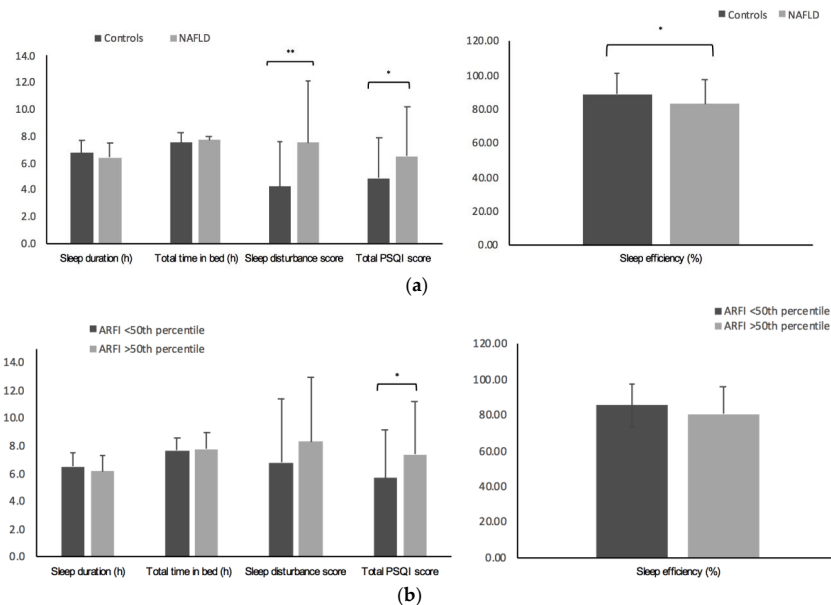 Controls NAFLD
14.0
12.0
10.0
8.0
6.0
4.0
2.0
0.0
**
*
Sleep duration (h) Total time in bed (h) Sleep disturbance score Total PSQI score
Controls NAFLD
120.00
100.00
80.00
60.00
40.00
20.00
0.00
*
Sleep efficiency (%)
(a)
ARFI <50th percentile
ARFI >50th percentile
14.0
12.0
10.0
8.0
6.0
4.0
2.0
0.0
*
Sleep duration (h) Total time in bed (h) Sleep disturbance score Total PSQI score
ARFI <50th percentile
ARFI >50th percentile
120.00
100.00
80.00
60.00
40.00
20.00
0.00
Sleep efficiency (%)
(b)